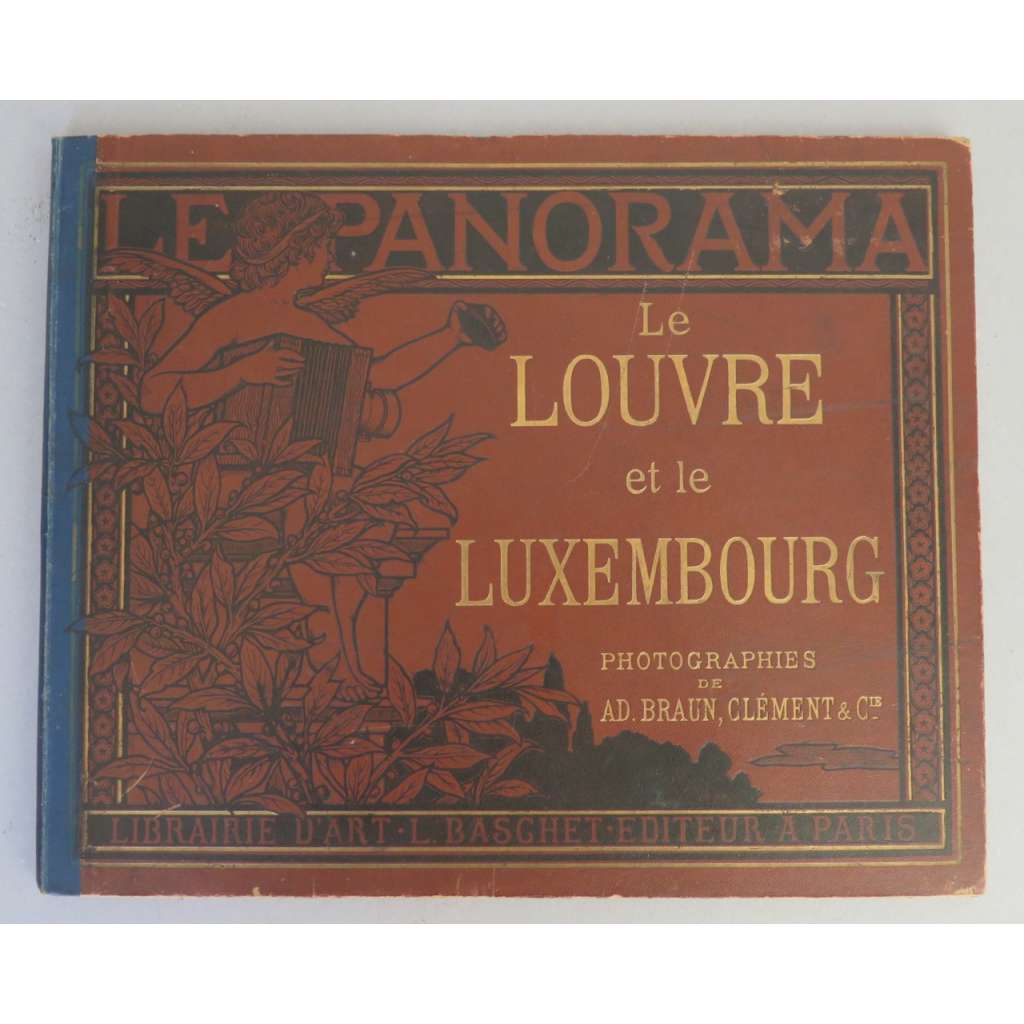 LE PANORAMA
Le
LOUVRE
et le
LUXEMBOURG
PHOTOGRAPHIES
DE
AD. BRAUN, CLÉMENT & CIE
LIBRAIRIE D'ART · L. BASCHET · EDITEUR A PARIS